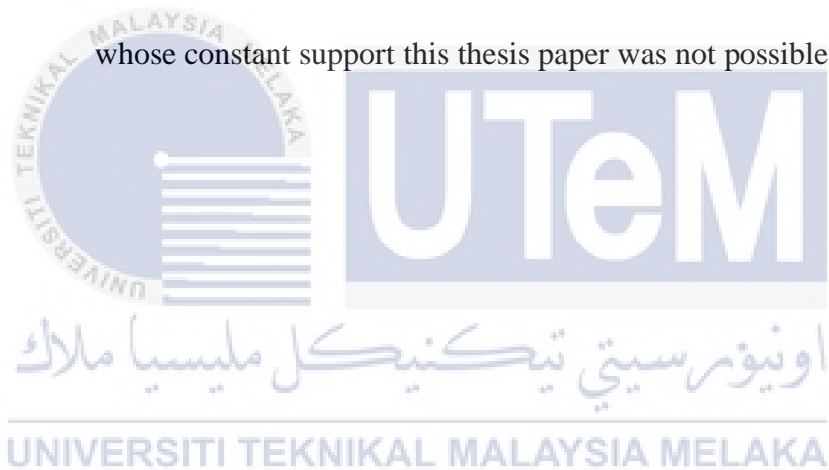 whose constant support this thesis paper was not possible
UNIVERSITI TEKNIKAL MALAYSIA MELAKA
UTeM
اونيۏرسيتي تيكنيكل مليسيا ملاك
UNIVERSITI TEKNIKAL MALAYSIA MELAKA